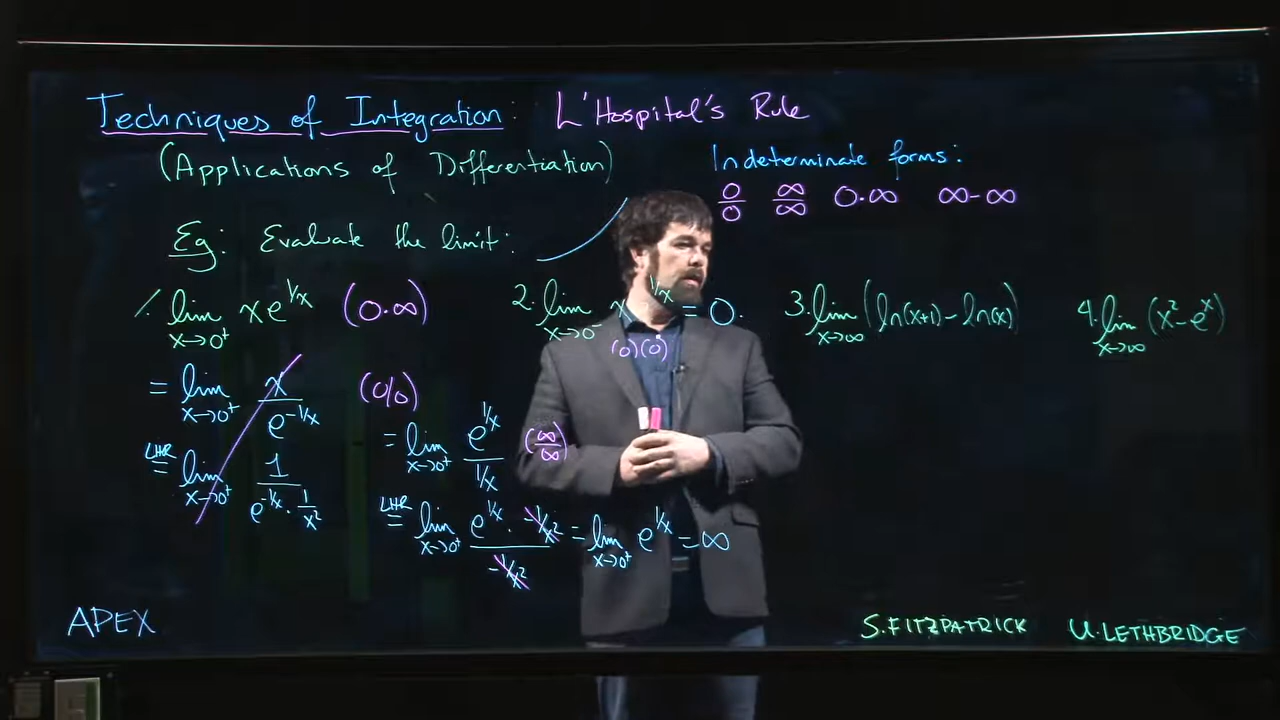 Techniques of Integration: L'Hospital's Rule
(Applications of Differentiation)
Indeterminate forms:
0/0 ∞/∞ 0·∞ ∞-∞
Eg: Evaluate the limit:
1. lim x→0⁺ x e^(1/x) (0·∞)
= lim x→0⁺ x / e^(-1/x) (0/0)
LHR = lim x→0⁺ 1 / (e^(-1/x) · 1/x²)
= lim x→0⁺ e^(1/x) / (1/x) (∞/∞)
LHR = lim x→0⁺ (e^(1/x) · -1/x²) / (-1/x²) = lim x→0⁺ e^(1/x) = ∞
2. lim x→0⁻ x ^(1/x) = 0.
(0)(0)
3. lim x→∞ (ln(x+1) - ln(x))
4. lim x→∞ (x² - e^x)
APEX
S.FITZPATRICK
U.LETHBRIDGE